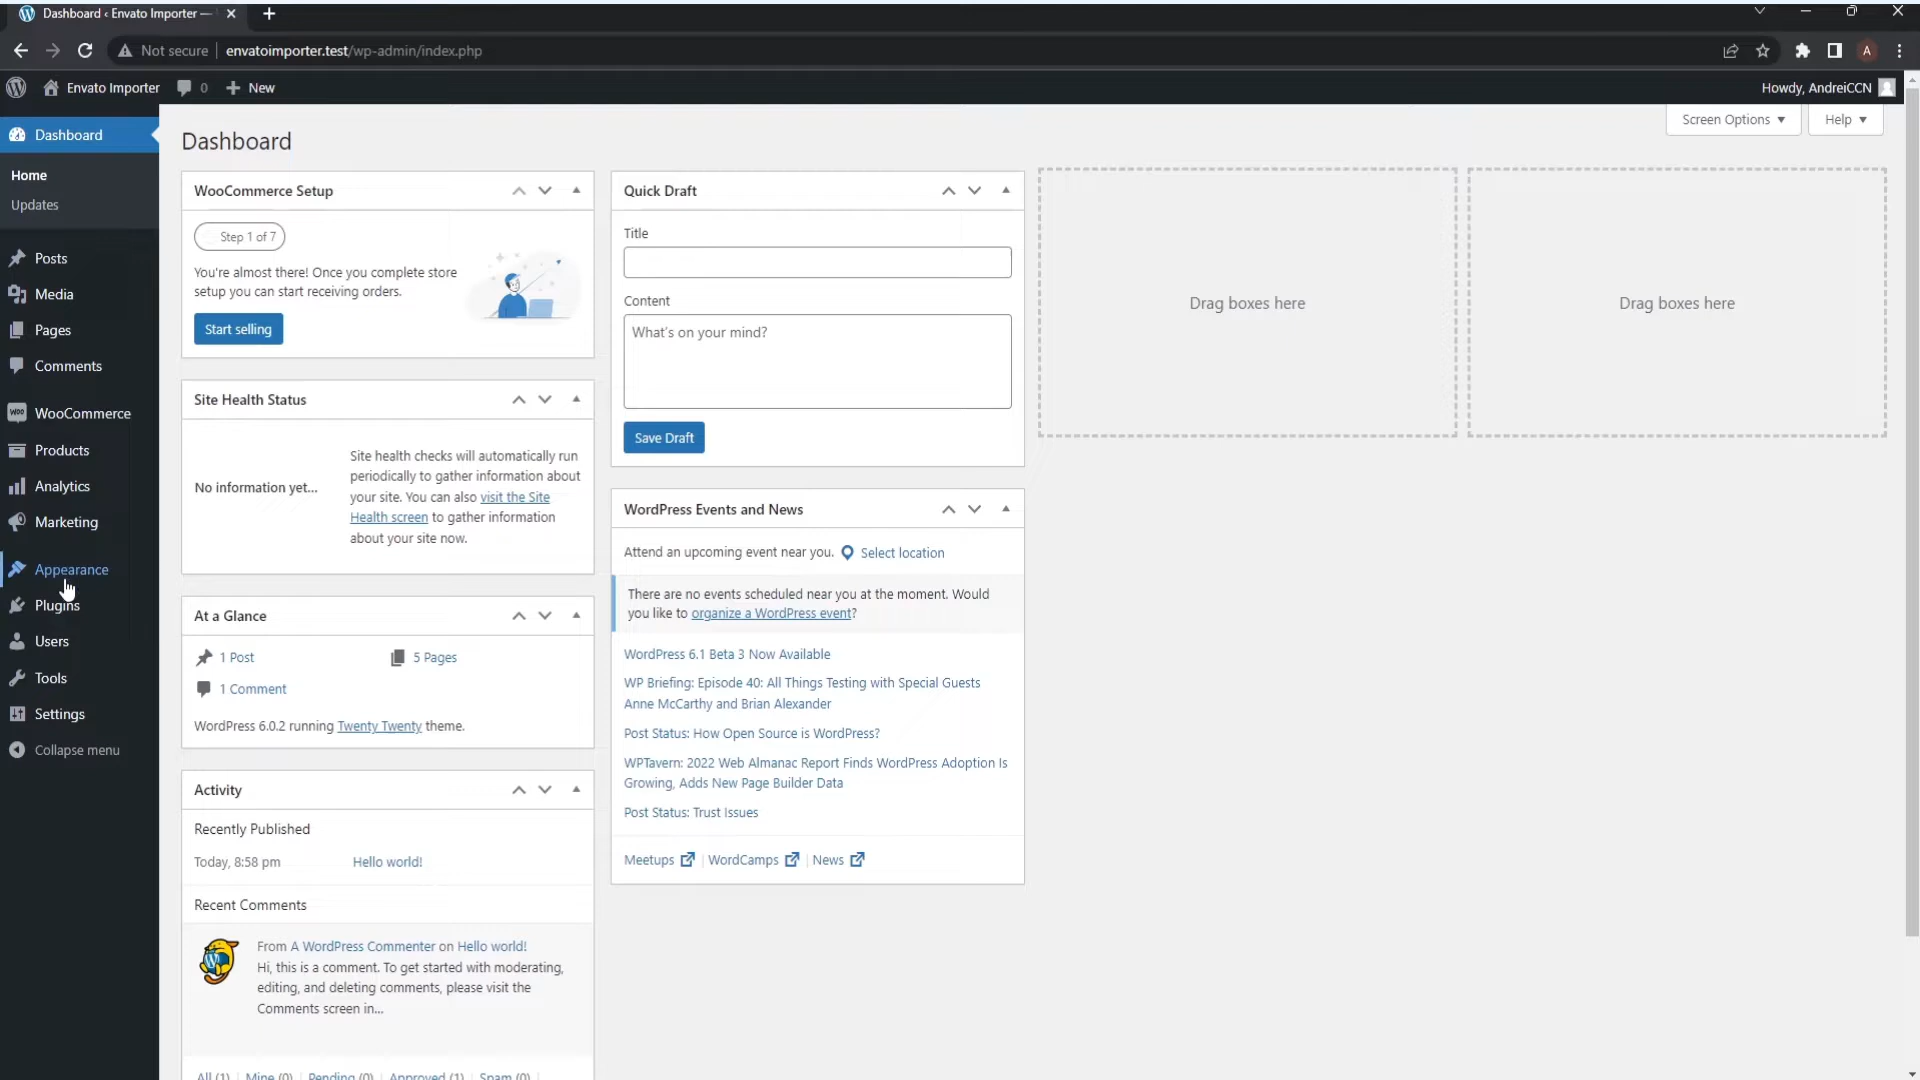 Dashboard ‹ Envato Importer —
Not secure
envatoimporter.test/wp-admin/index.php
A
Envato Importer
0
New
Howdy, AndreiCCN
Screen Options
Help
Dashboard
Home
Updates
Posts
Media
Pages
Comments
WooCommerce
Products
Analytics
Marketing
Appearance
Plugins
Users
Tools
Settings
Collapse menu
Dashboard
WooCommerce Setup
Step 1 of 7
You're almost there! Once you complete store
setup you can start receiving orders.
Start selling
Site Health Status
No information yet...
Site health checks will automatically run
periodically to gather information about
your site. You can also visit the Site
Health screen to gather information
about your site now.
At a Glance
1 Post
5 Pages
1 Comment
WordPress 6.0.2 running Twenty Twenty theme.
Activity
Recently Published
Today, 8:58 pm
Hello world!
Recent Comments
From A WordPress Commenter on Hello world!
Hi, this is a comment. To get started with moderating,
editing, and deleting comments, please visit the
Comments screen in...
All (1) | Mine (0) | Pending (0) | Approved (1) | Spam (0) |
Quick Draft
Title
Content
What's on your mind?
Save Draft
WordPress Events and News
Attend an upcoming event near you.
Select location
There are no events scheduled near you at the moment. Would
you like to organize a WordPress event?
WordPress 6.1 Beta 3 Now Available
WP Briefing: Episode 40: All Things Testing with Special Guests
Anne McCarthy and Brian Alexander
Post Status: How Open Source is WordPress?
WPTavern: 2022 Web Almanac Report Finds WordPress Adoption Is
Growing, Adds New Page Builder Data
Post Status: Trust Issues
Meetups | WordCamps | News
Drag boxes here
Drag boxes here